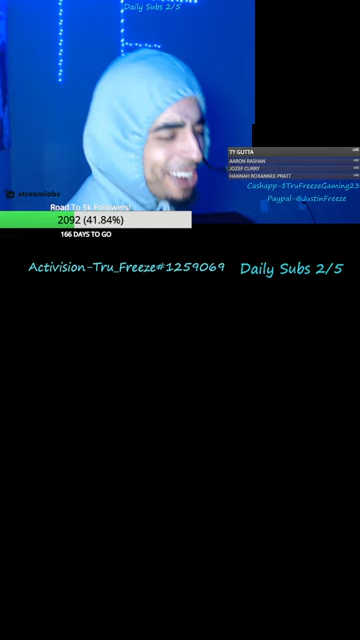 Daily Subs 2/5
TY GUTTA
AARON RASHAN
JOZEF CURRY
HANNAH ROXANNEE PRATT
Cashapp-$TruFreezeGaming23
Paypal-@JustinFreeze
streamlabs
Road To 5k Followers!
2092 (41.84%)
166 DAYS TO GO
Activision-Tru_Freeze#1259069
Daily Subs 2/5